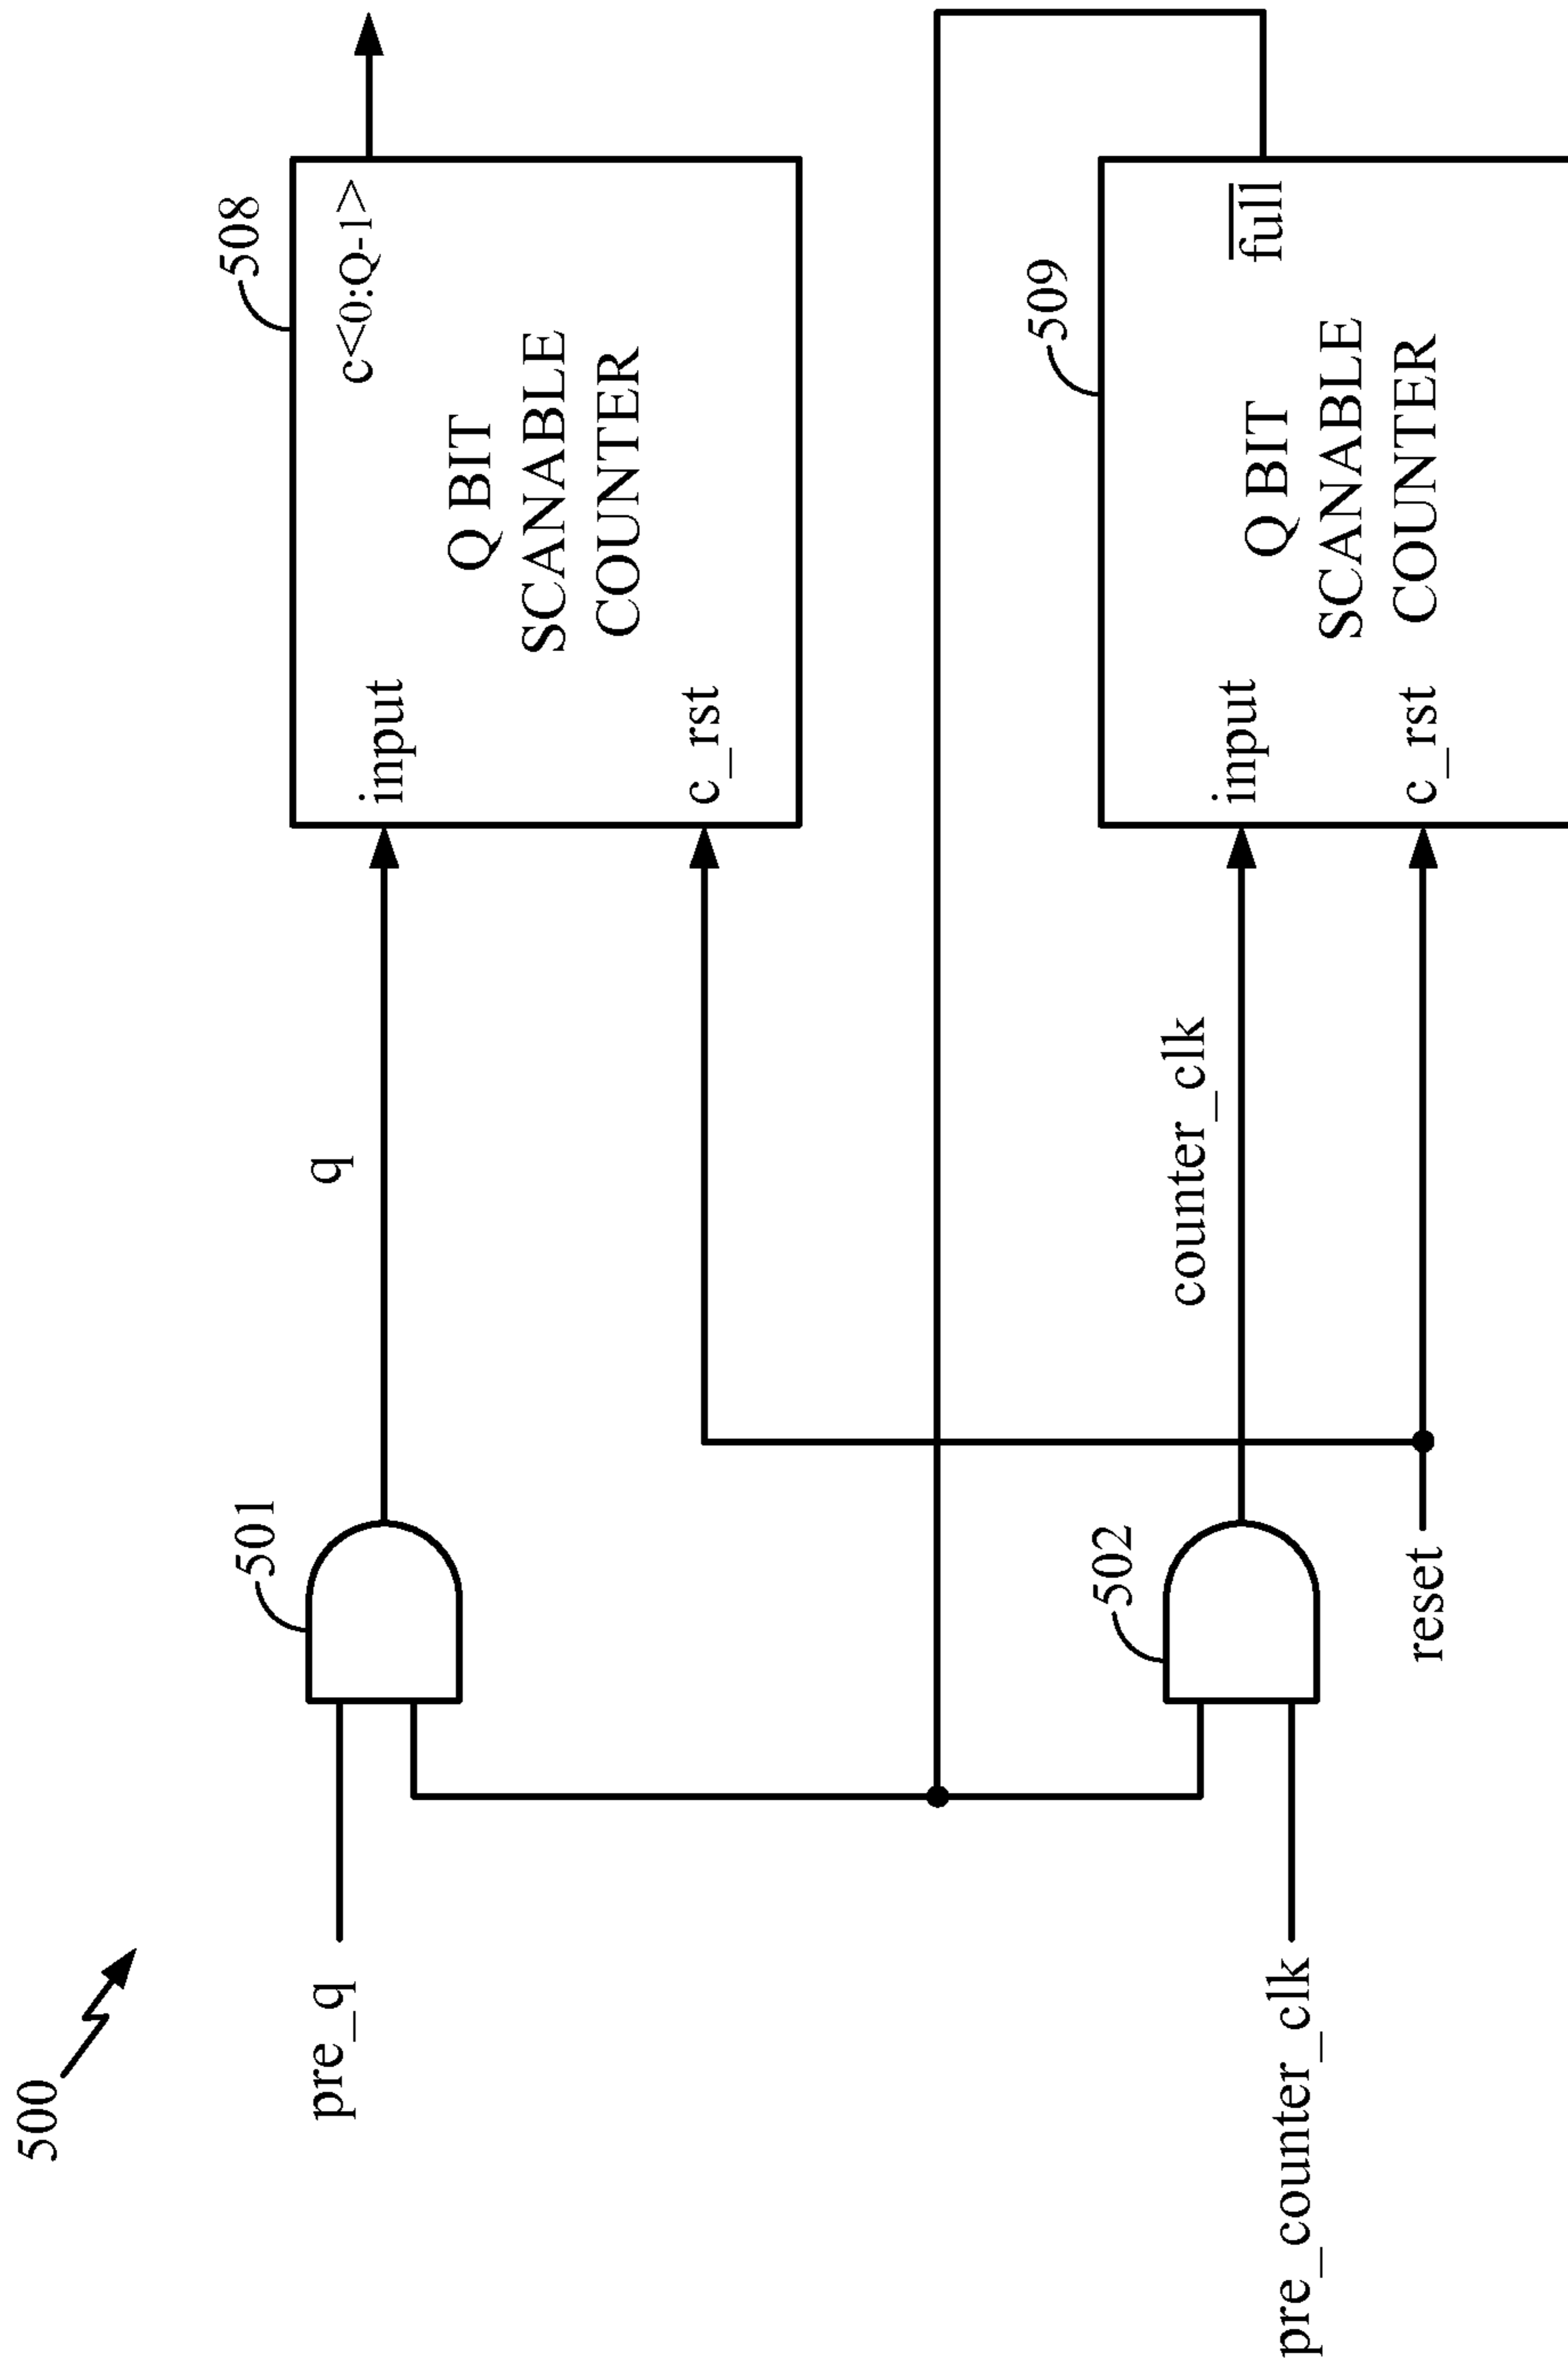 500
pre_q
501
q
508
input
c<0:Q-1>
Q BIT
SCANABLE
COUNTER
c_rst
pre_counter_clk
502
counter_clk
reset
509
input
full
Q BIT
SCANABLE
COUNTER
c_rst